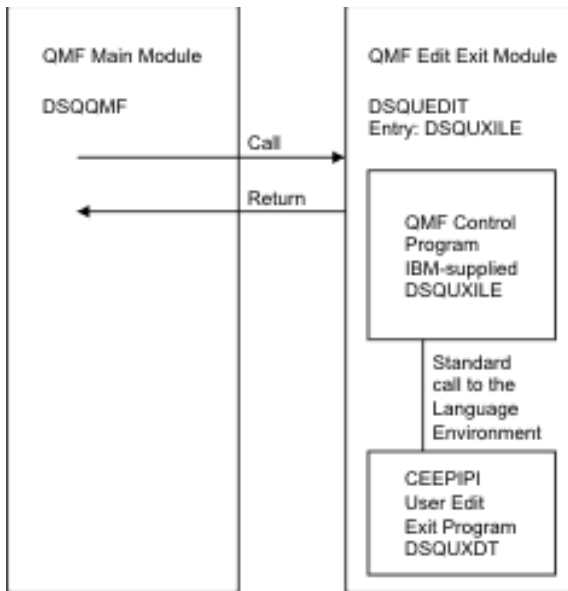 QMF Main Module
DSQQMF
QMF Edit Exit Module
DSQUEDIT
Entry: DSQUXILE
Call
Return
QMF Control
Program
IBM-supplied
DSQUXILE
Standard
call to the
Language
Environment
CEEPIPI
User Edit
Exit Program
DSQUXDT